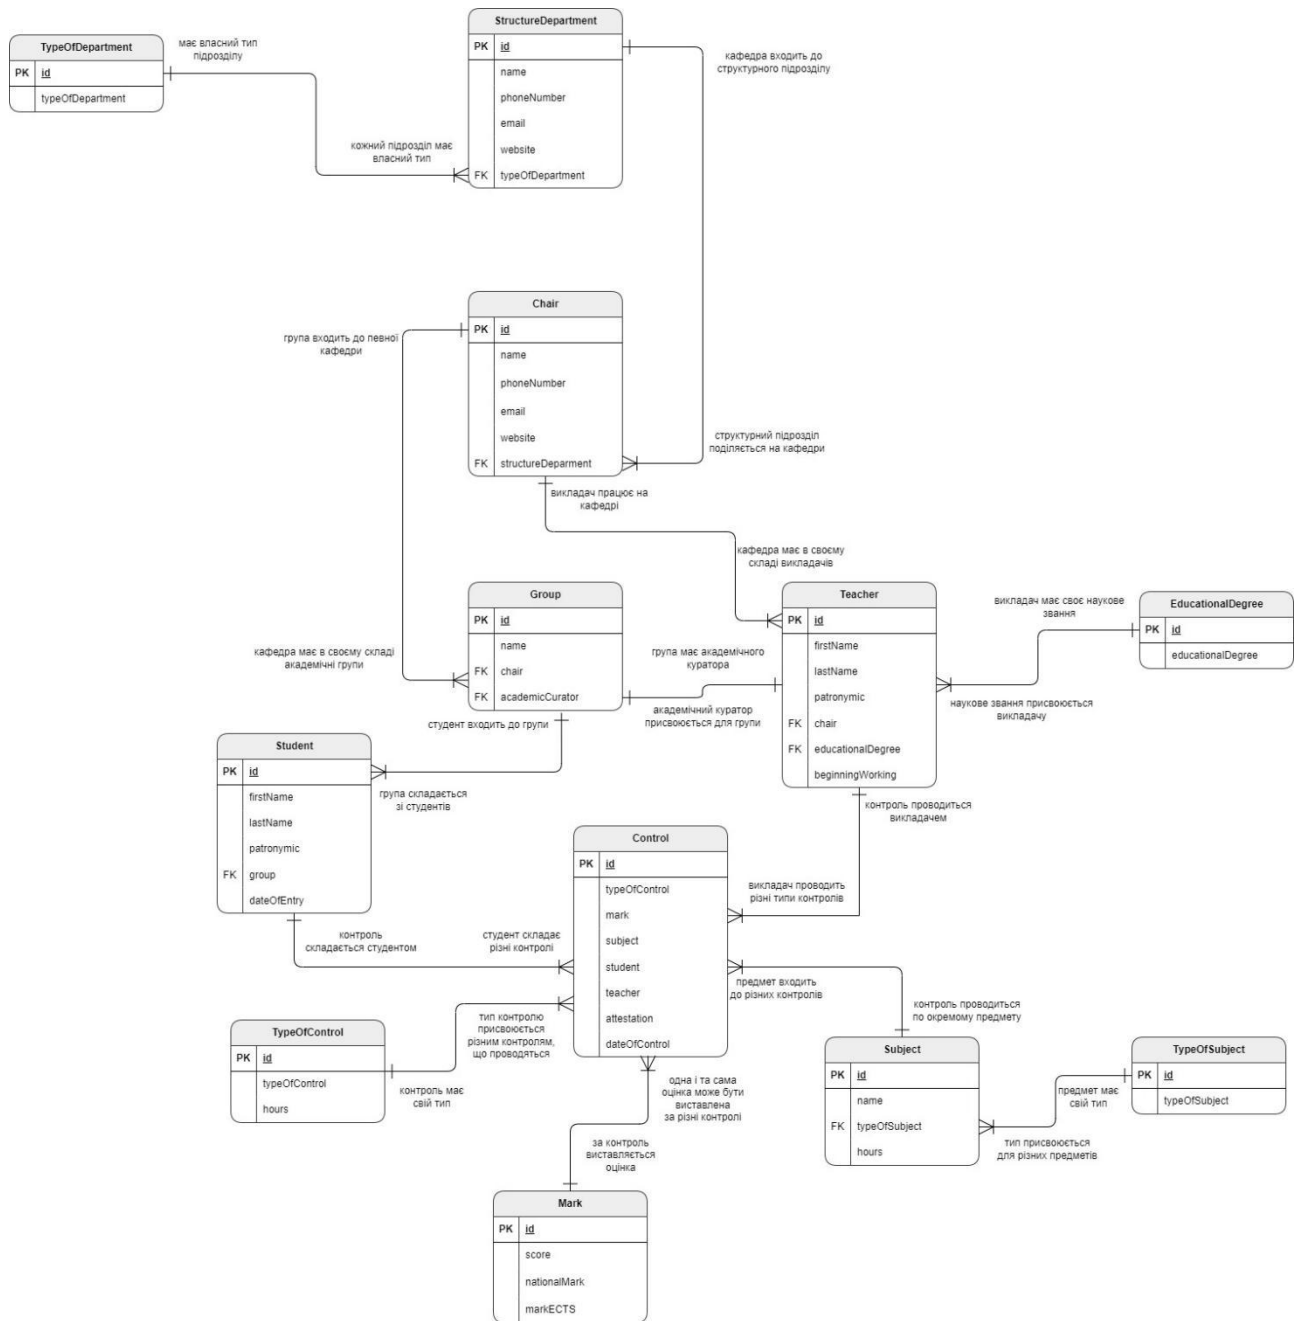 StructureDepartment
PK id
name
phoneNumber
email
website
FK typeOfDepartment
TypeOfDepartment
PK id
typeOfDepartment
має власний тип
підрозділу
кожний підрозділ має
власний тип
кафедра входить до
структурного підрозділу
Chair
PK id
name
phoneNumber
email
website
FK structureDeparment
група входить до певної
кафедри
структурний підрозділ
поділяється на кафедри
викладач працює на
кафедрі
кафедра має в своєму
складі викладачів
Group
PK id
name
FK chair
FK academicCurator
кафедра має в своєму складі
академічні групи
група має академічного
куратора
академічний куратор
присвоюється для групи
Teacher
PK id
firstName
lastName
patronymic
FK chair
FK educationalDegree
beginningWorking
викладач має своє наукове
звання
наукове звання присвоюється
викладачу
EducationalDegree
PK id
educationalDegree
студент входить до групи
група складається
зі студентів
Student
PK id
firstName
lastName
patronymic
FK group
dateOfEntry
контроль проводиться
викладачем
викладач проводить
різні типи контролів
Control
PK id
typeOfControl
mark
subject
student
teacher
attestation
dateOfControl
контроль
складається студентом
студент складає
різні контролі
предмет входить
до різних контролів
контроль проводиться
по окремому предмету
TypeOfControl
PK id
typeOfControl
hours
тип контролю
присвоюється
різним контролям,
що проводяться
контроль має
свій тип
одна і та сама
оцінка може бути
виставлена
за різні контролі
за контроль
виставляється
оцінка
Subject
PK id
name
FK typeOfSubject
hours
предмет має
свій тип
тип присвоюється
для різних предметів
TypeOfSubject
PK id
typeOfSubject
Mark
PK id
score
nationalMark
markECTS